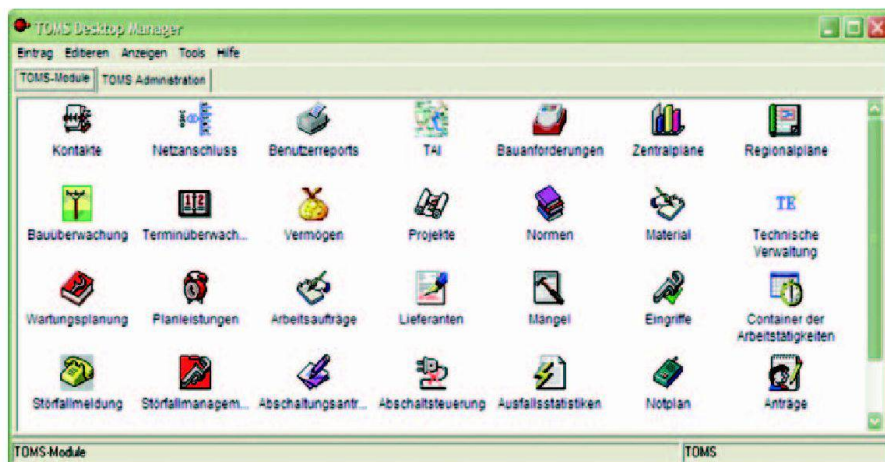 TOMS Desktop Manager
Eintrag Editieren Anzeigen Tools Hilfe
TOMS-Module TOMS Administration
Kontakte Netzanschluss Benutzerreports TAI Bauanforderungen Zentralpläne Regionalpläne
Bauüberwachung Terminüberwach... Vermögen Projekte Normen Material TE Technische
Verwaltung
Wartungsplanung Planleistungen Arbeitsaufträge Lieferanten Mängel Eingriffe Container der
Arbeitstätigkeiten
Störfallmeldung Störfallmanagem... Abschaltungsantr... Abschaltsteuerung Ausfallsstatistiken Notplan Anträge
TOMS-Module TOMS